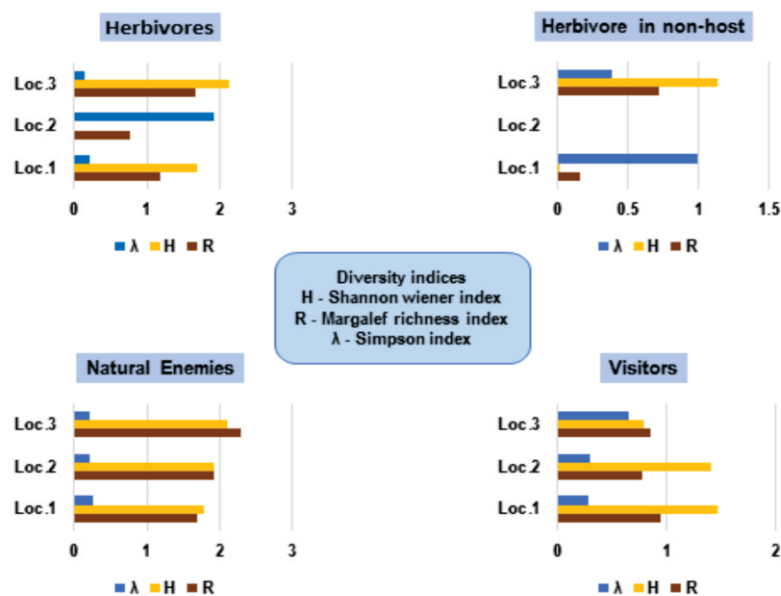 Herbivores
Loc.3
Loc.2
Loc.1
0 1 2 3
λ H R
Herbivore in non-host
Loc.3
Loc.2
Loc.1
0 0.5 1 1.5
λ H R
Diversity indices
H - Shannon wiener index
R - Margalef richness index
λ - Simpson index
Natural Enemies
Loc.3
Loc.2
Loc.1
0 1 2 3
λ H R
Visitors
Loc.3
Loc.2
Loc.1
0 1 2
λ H R